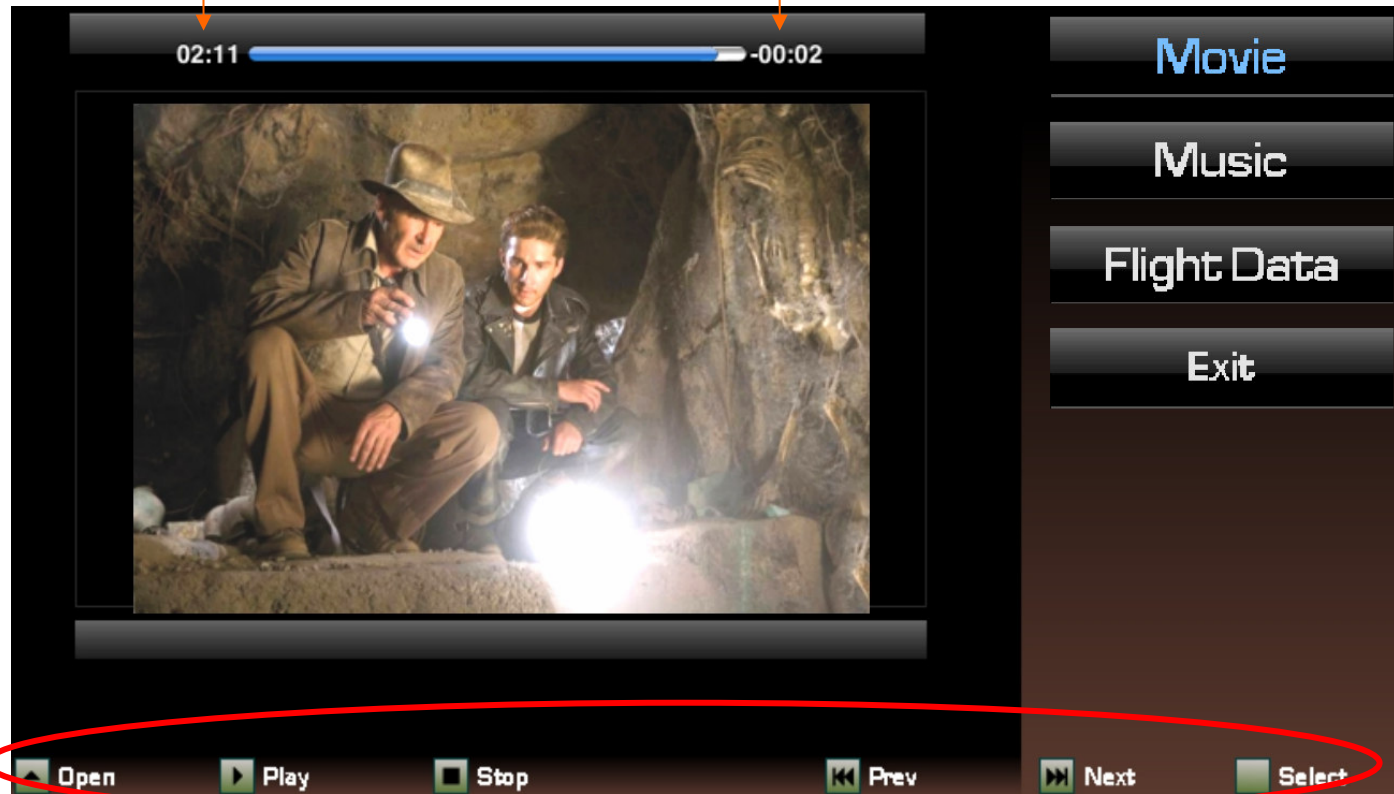 02:11 -00:02
Movie
Music
Flight Data
Exit
Open Play Stop Prev Next Select